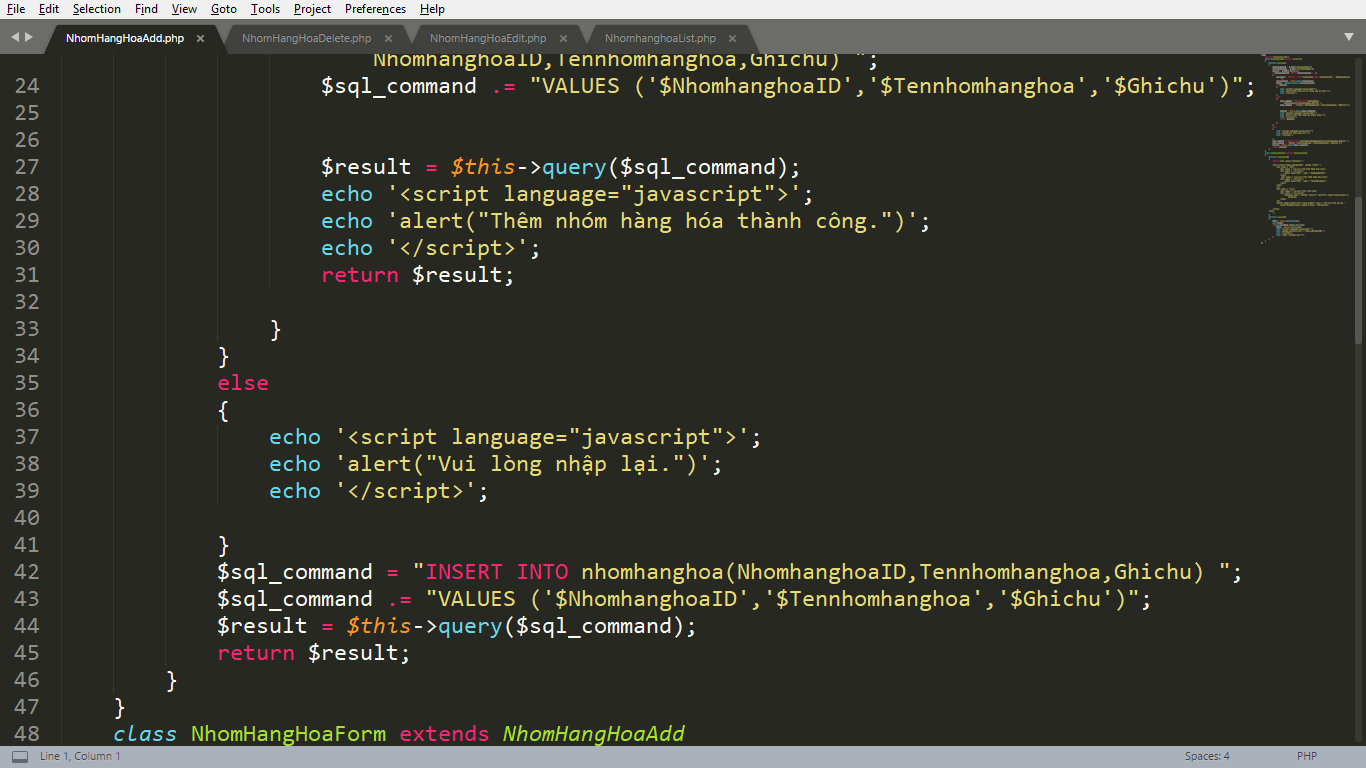 File Edit Selection Find View Goto Tools Project Preferences Help
NhomHangHoaAdd.php × NhomHangHoaDelete.php × NhomHangHoaEdit.php × NhomhanghoaList.php ×
NhomhanghoaID,Tennhomhanghoa,Ghichu) ";
24 $sql_command .= "VALUES ('$NhomhanghoaID','$Tennhomhanghoa','$Ghichu')";
25
26
27 $result = $this->query($sql_command);
28 echo '<script language="javascript">';
29 echo 'alert("Thêm nhóm hàng hóa thành công.")';
30 echo '</script>';
31 return $result;
32
33 }
34 }
35 else
36 {
37 echo '<script language="javascript">';
38 echo 'alert("Vui lòng nhập lại.")';
39 echo '</script>';
40
41 }
42 $sql_command = "INSERT INTO nhomhanghoa(NhomhanghoaID,Tennhomhanghoa,Ghichu) ";
43 $sql_command .= "VALUES ('$NhomhanghoaID','$Tennhomhanghoa','$Ghichu')";
44 $result = $this->query($sql_command);
45 return $result;
46 }
47 }
48 class NhomHangHoaForm extends NhomHangHoaAdd
Line 1, Column 1 Spaces: 4 PHP